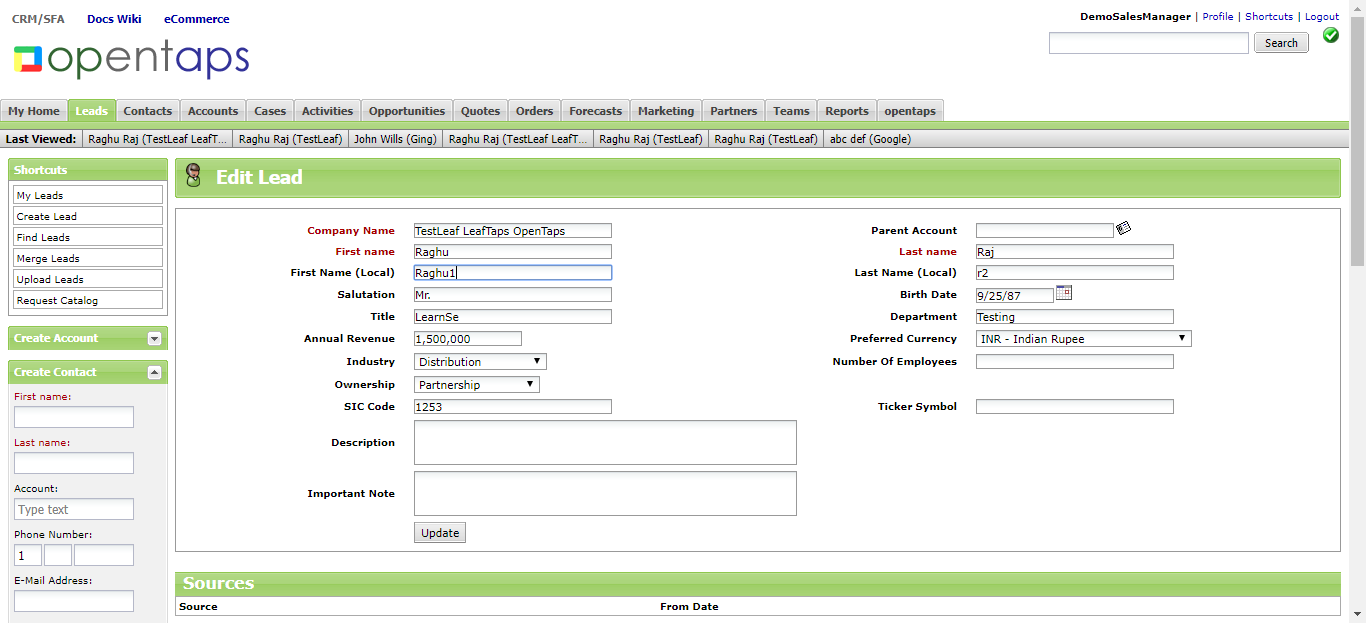 CRM/SFA Docs Wiki eCommerce
DemoSalesManager | Profile | Shortcuts | Logout
opentaps
Search
My Home Leads Contacts Accounts Cases Activities Opportunities Quotes Orders Forecasts Marketing Partners Teams Reports opentaps
Last Viewed: Raghu Raj (TestLeaf LeafT... Raghu Raj (TestLeaf) John Wills (Ging) Raghu Raj (TestLeaf LeafT... Raghu Raj (TestLeaf) Raghu Raj (TestLeaf) abc def (Google)
Shortcuts
My Leads
Create Lead
Find Leads
Merge Leads
Upload Leads
Request Catalog
Create Account
Create Contact
First name:
Last name:
Account:
Type text
Phone Number:
1
E-Mail Address:
Edit Lead
Company Name TestLeaf LeafTaps OpenTaps Parent Account
First name Raghu Last name Raj
First Name (Local) Raghu1 Last Name (Local) r2
Salutation Mr. Birth Date 9/25/87
Title LearnSe Department Testing
Annual Revenue 1,500,000 Preferred Currency INR - Indian Rupee
Industry Distribution Number Of Employees
Ownership Partnership
SIC Code 1253 Ticker Symbol
Description
Important Note
Update
Sources
Source From Date